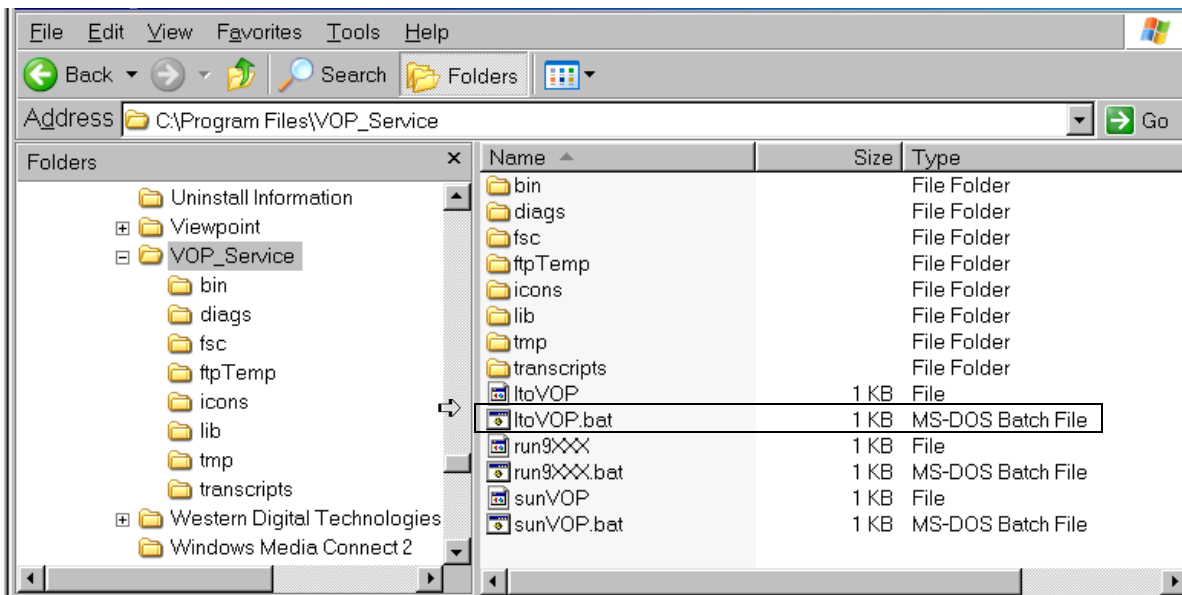 File Edit View Favorites Tools Help
Back Search Folders
Address C:\Program Files\VOP_Service Go
Folders x
Uninstall Information
Viewpoint
VOP_Service
bin
diags
fsc
ftpTemp
icons
lib
tmp
transcripts
Western Digital Technologies
Windows Media Connect 2
Name Size Type
bin File Folder
diags File Folder
fsc File Folder
ftpTemp File Folder
icons File Folder
lib File Folder
tmp File Folder
transcripts File Folder
ltoVOP 1 KB File
ltoVOP.bat 1 KB MS-DOS Batch File
run9XXX 1 KB File
run9XXX.bat 1 KB MS-DOS Batch File
sunVOP 1 KB File
sunVOP.bat 1 KB MS-DOS Batch File